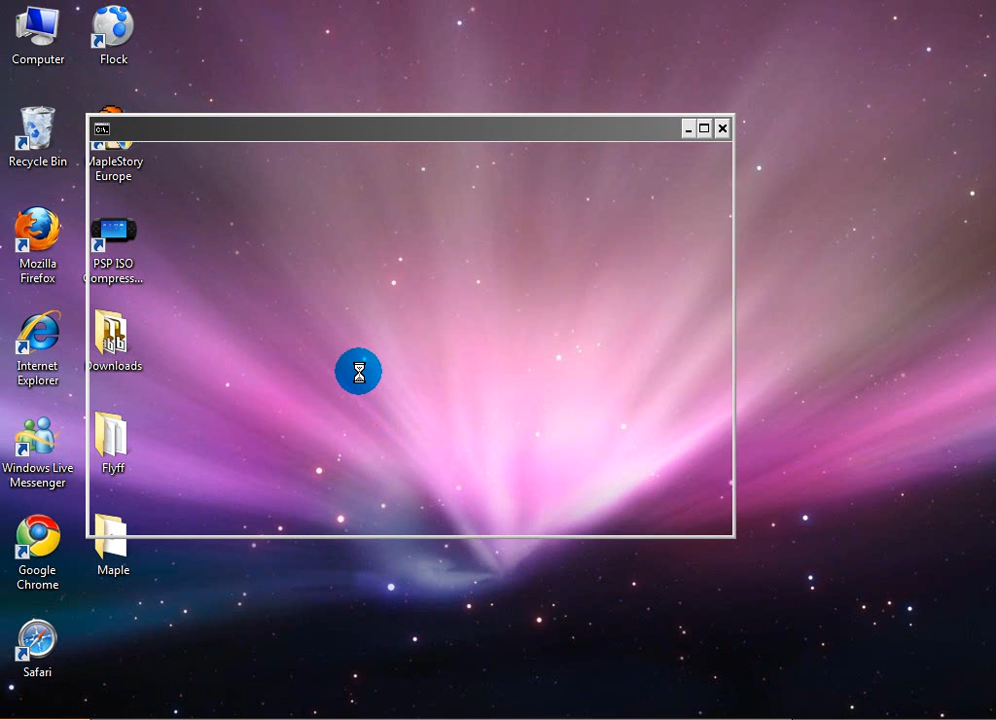 Computer
Flock
Recycle Bin
MapleStory
Europe
Mozilla
Firefox
PSP ISO
Compress...
Internet
Explorer
Downloads
Windows Live
Messenger
Flyff
Google
Chrome
Maple
Safari
C:\.